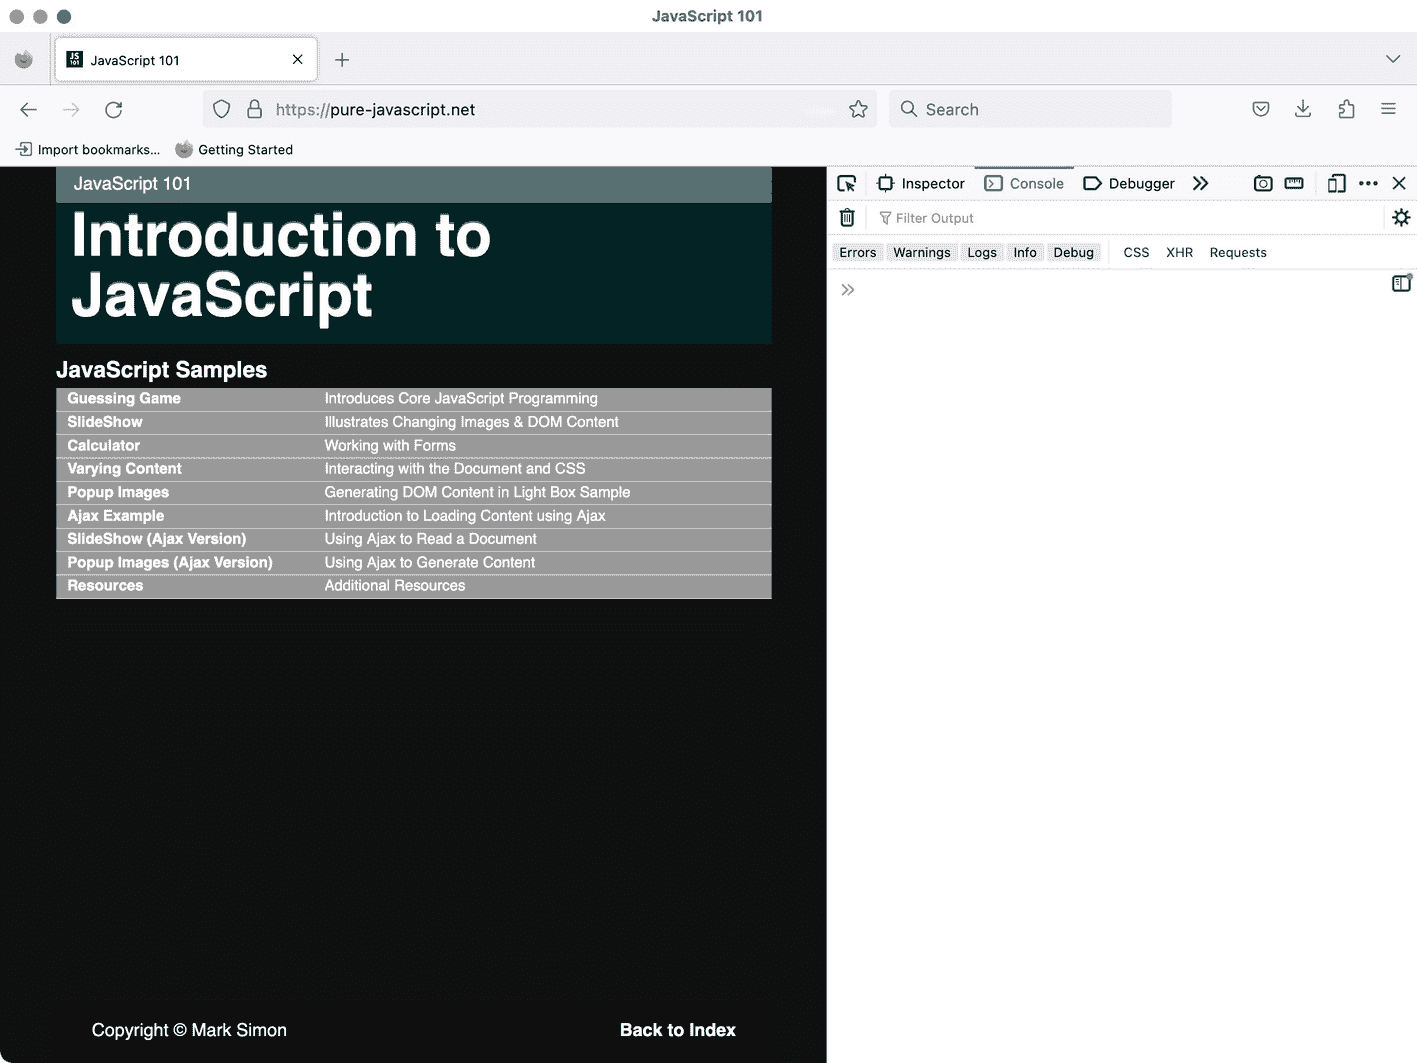 JavaScript 101
JS 101 JavaScript 101
https://pure-javascript.net Search
Import bookmarks... Getting Started
Inspector Console Debugger
Filter Output
Errors Warnings Logs Info Debug CSS XHR Requests
JavaScript 101
Introduction to
JavaScript
JavaScript Samples
Guessing Game Introduces Core JavaScript Programming
SlideShow Illustrates Changing Images & DOM Content
Calculator Working with Forms
Varying Content Interacting with the Document and CSS
Popup Images Generating DOM Content in Light Box Sample
Ajax Example Introduction to Loading Content using Ajax
SlideShow (Ajax Version) Using Ajax to Read a Document
Popup Images (Ajax Version) Using Ajax to Generate Content
Resources Additional Resources
Copyright © Mark Simon Back to Index